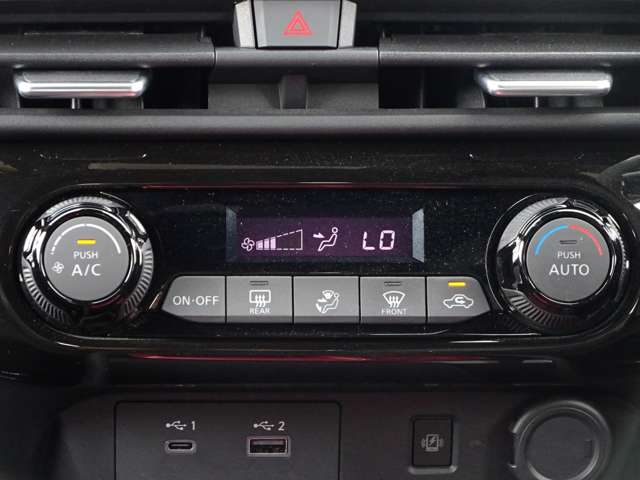 LO
PUSH
A/C
PUSH
AUTO
ON·OFF
REAR
FRONT
1
2